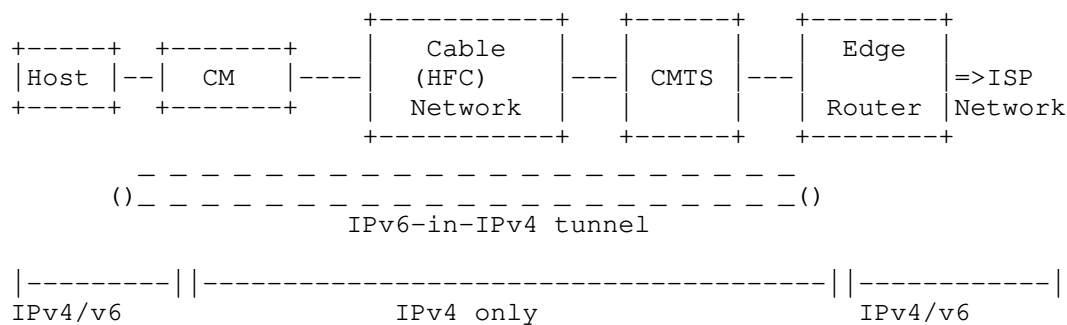 Cable Edge
Host CM (HFC) CMTS =>ISP
Network Router Network
IPv6-in-IPv4 tunnel
IPv4/v6 IPv4 only IPv4/v6